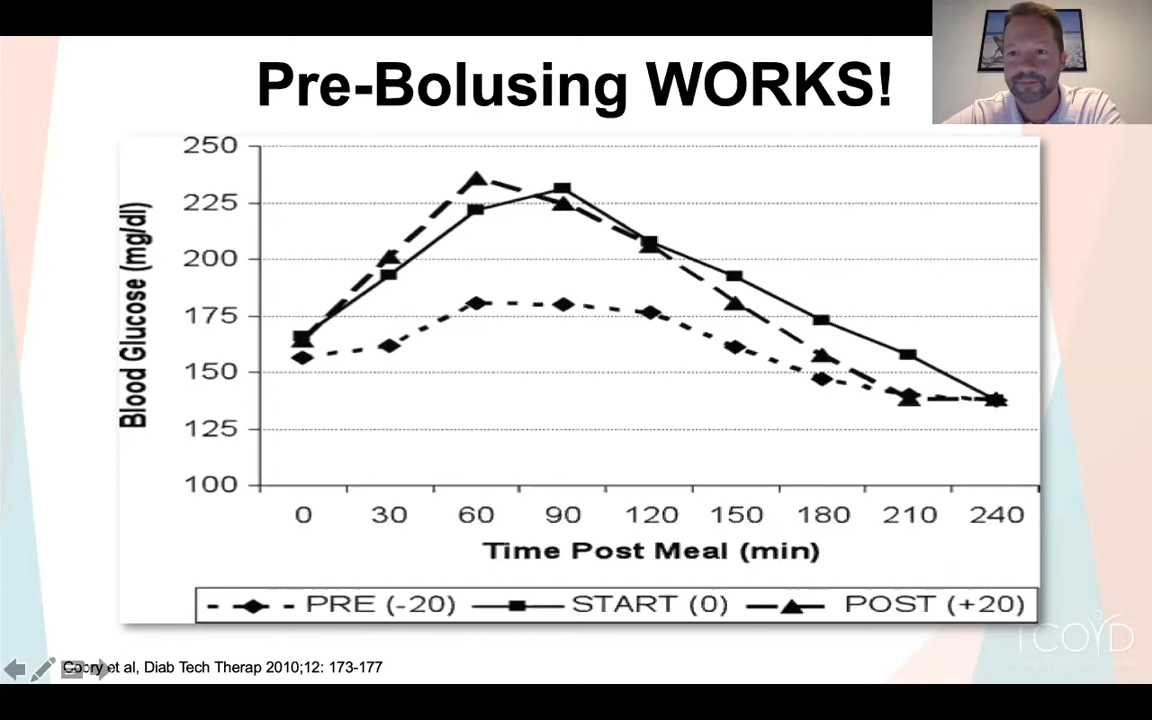 Pre-Bolusing WORKS!
Blood Glucose (mg/dl)
250
225
200
175
150
125
100
0 30 60 90 120 150 180 210 240
Time Post Meal (min)
PRE (-20) START (0) POST (+20)
et al, Diab Tech Therap 2010;12: 173-177
TCOYD